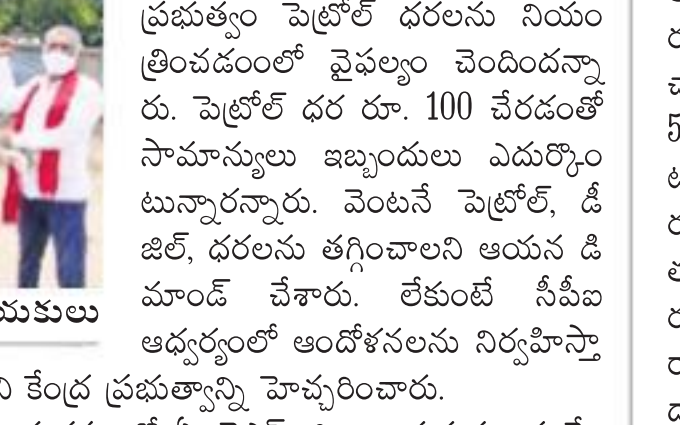 ప్రభుత్వం పెట్రోల్ ధరలను నియం
త్రించడంంలో వైఫల్యం చెందిందన్నా
రు. పెట్రోల్ ధర రూ. 100 చేరడంతో
సామాన్యులు ఇబ్బందులు ఎదుర్కొం
టున్నారన్నారు. వెంటనే పెట్రోల్, డీ
జిల్, ధరలను తగ్గించాలని ఆయన డి
మాండ్ చేశారు. లేకుంటే సీపీఐ
ఆధ్వర్యంలో ఆందోళనలను నిర్వహిస్తా
ని కేంద్ర ప్రభుత్వాన్ని హెచ్చరించారు.
యకులు